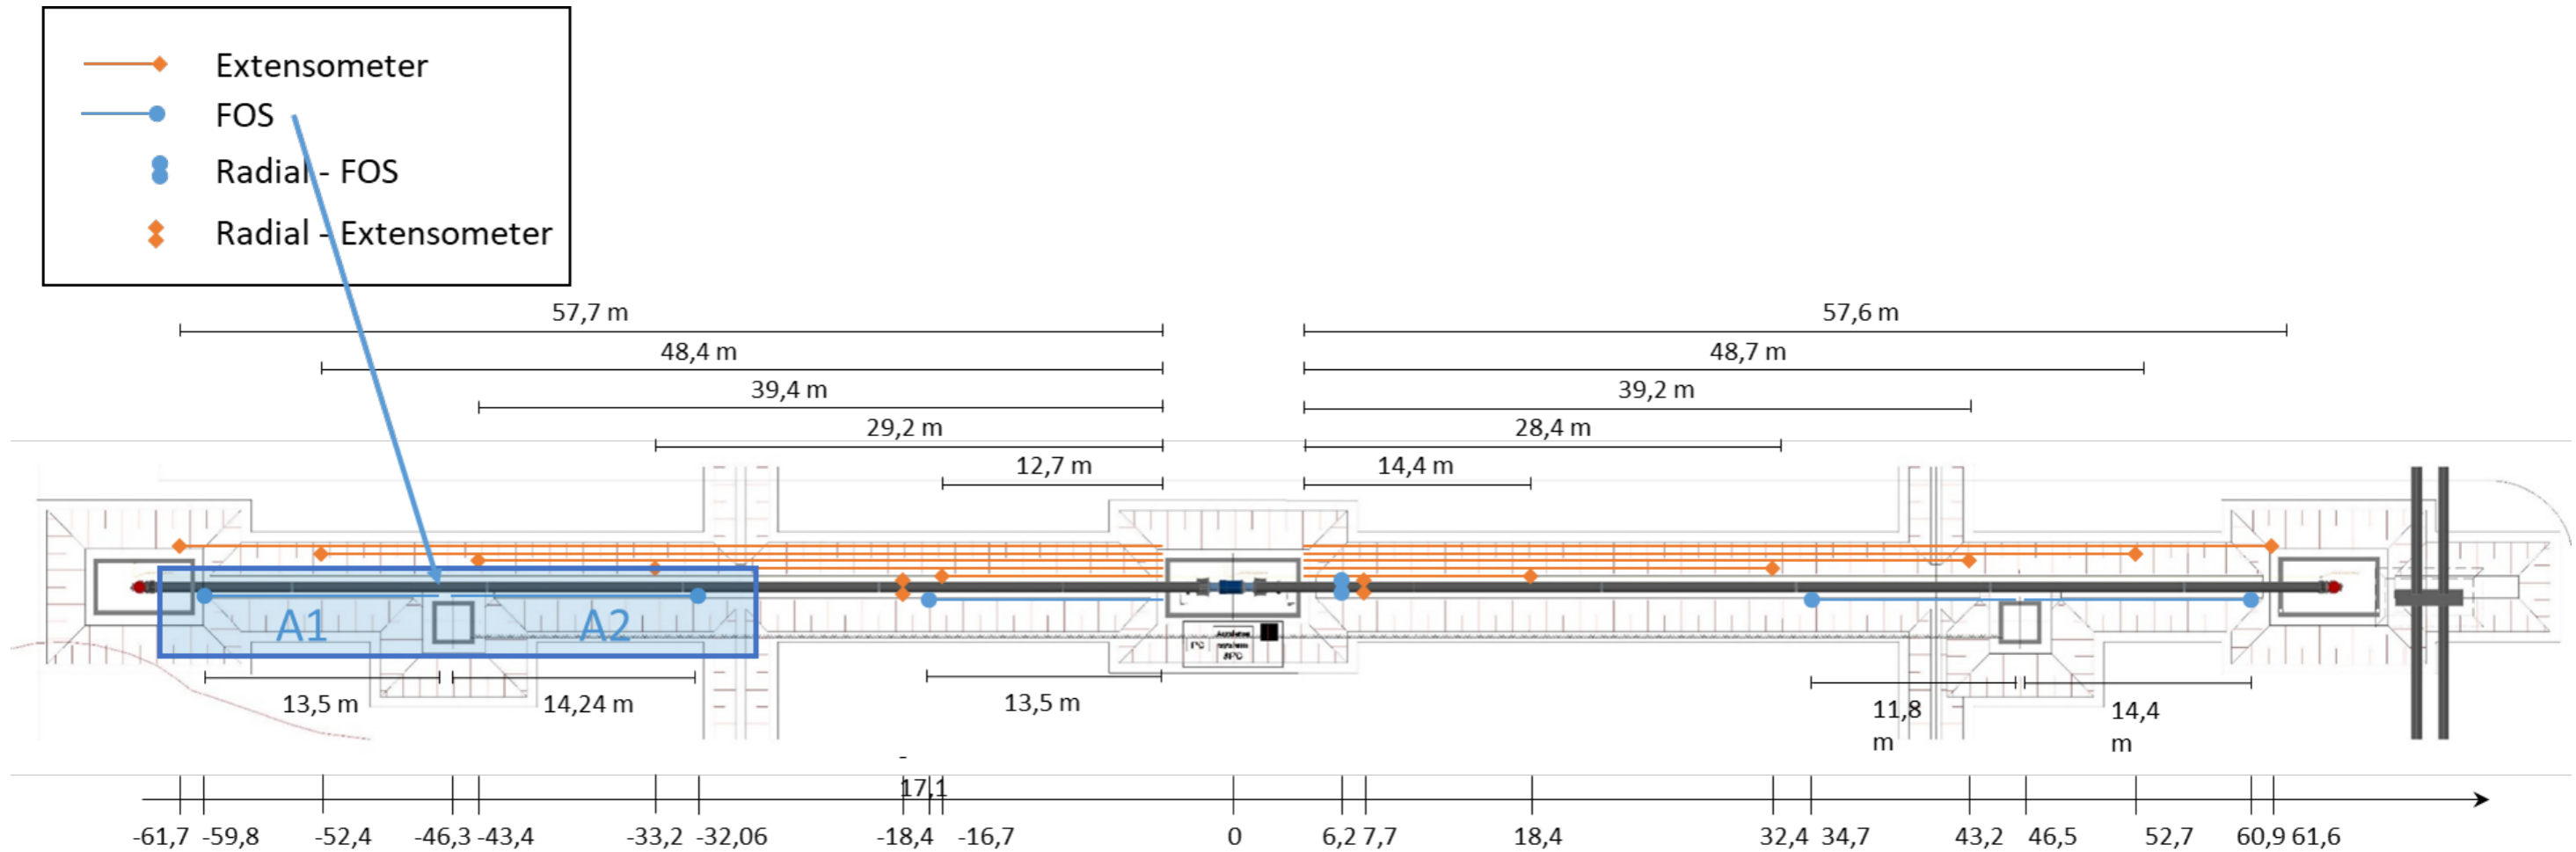 Extensometer
FOS
Radial - FOS
Radial - Extensometer
57,7 m
57,6 m
48,4 m
48,7 m
39,4 m
39,2 m
29,2 m
28,4 m
12,7 m
14,4 m
A1
A2
13,5 m
14,24 m
13,5 m
11,8
m
14,4
m
-
17,1
-61,7 -59,8 -52,4 -46,3 -43,4 -33,2 -32,06 -18,4 -16,7 0 6,2 7,7 18,4 32,4 34,7 43,2 46,5 52,7 60,9 61,6